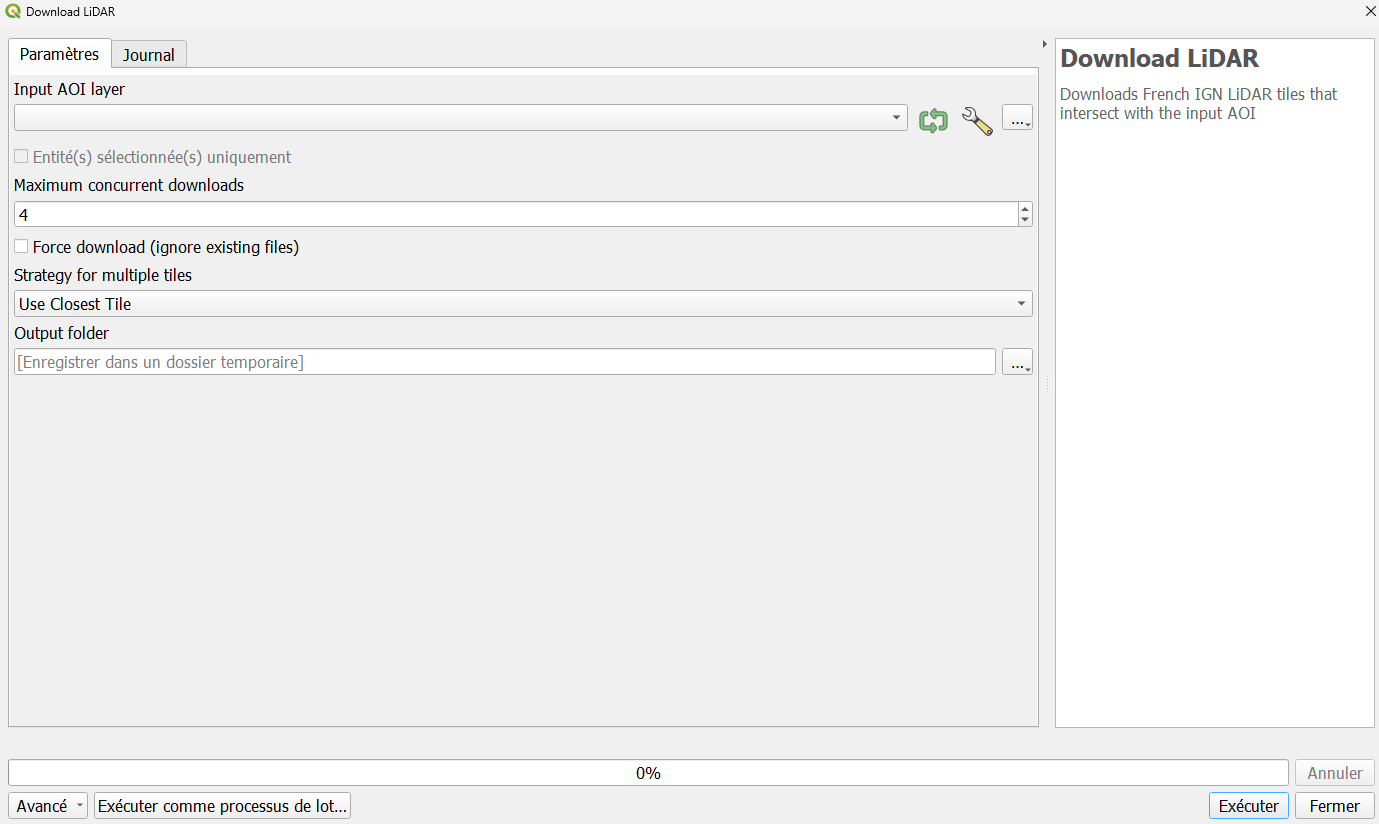 Download LiDAR
Paramètres
Journal
Input AOI layer
...
Entité(s) sélectionnée(s) uniquement
Maximum concurrent downloads
4
Force download (ignore existing files)
Strategy for multiple tiles
Use Closest Tile
Output folder
[Enregistrer dans un dossier temporaire]
...
Download LiDAR
Downloads French IGN LiDAR tiles that
intersect with the input AOI
0%
Annuler
Avancé
Exécuter comme processus de lot...
Exécuter
Fermer